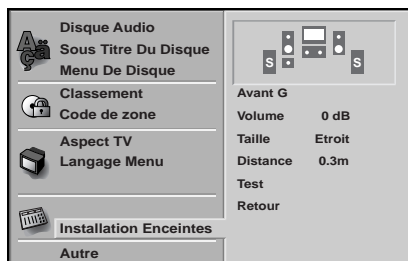 Disque Audio
Sous Titre Du Disque
Menu De Disque
Classement
Code de zone
Aspect TV
Langage Menu
Installation Enceintes
Autre
S S
Avant G
Volume 0 dB
Taille Etroit
Distance 0.3m
Test
Retour
A ä
ç